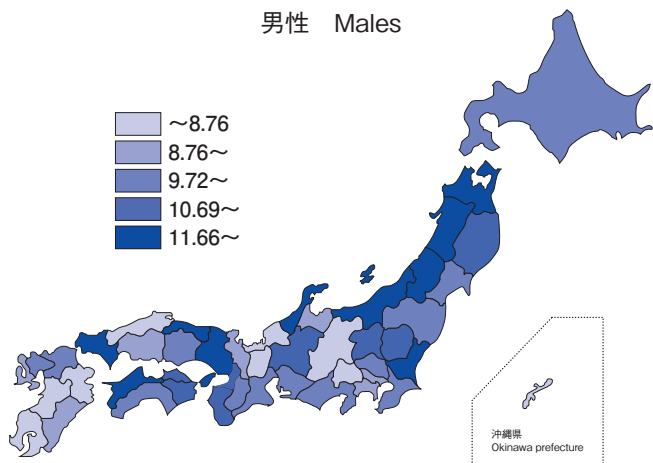 男性　Males
～8.76
8.76～
9.72～
10.69～
11.66～
沖縄県
Okinawa prefecture